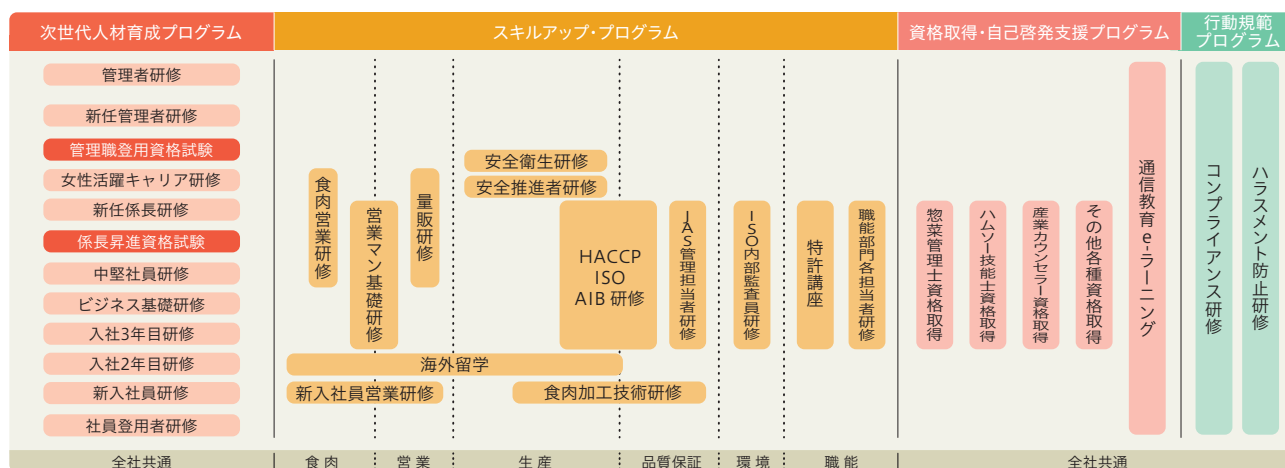 次世代人材育成プログラム
スキルアップ・プログラム
資格取得・自己啓発支援プログラム
行動規範
プログラム
管理者研修
新任管理者研修
管理職登用資格試験
女性活躍キャリア研修
新任係長研修
係長昇進資格試験
中堅社員研修
ビジネス基礎研修
入社3年目研修
入社2年目研修
新入社員研修
社員登用者研修
食肉営業研修
営業マン基礎研修
量販研修
安全衛生研修
安全推進者研修
HACCP
ISO
AIB 研修
JAS管理担当者研修
ISO内部監査員研修
特許講座
職能部門各担当者研修
海外留学
新入社員営業研修
食肉加工技術研修
惣菜管理士資格取得
ハムソー技能士資格取得
産業カウンセラー資格取得
その他各種資格取得
通信教育e-ラーニング
コンプライアンス研修
ハラスメント防止研修
全社共通
食 肉
営 業
生 産
品質保証
環 境
職 能
全社共通